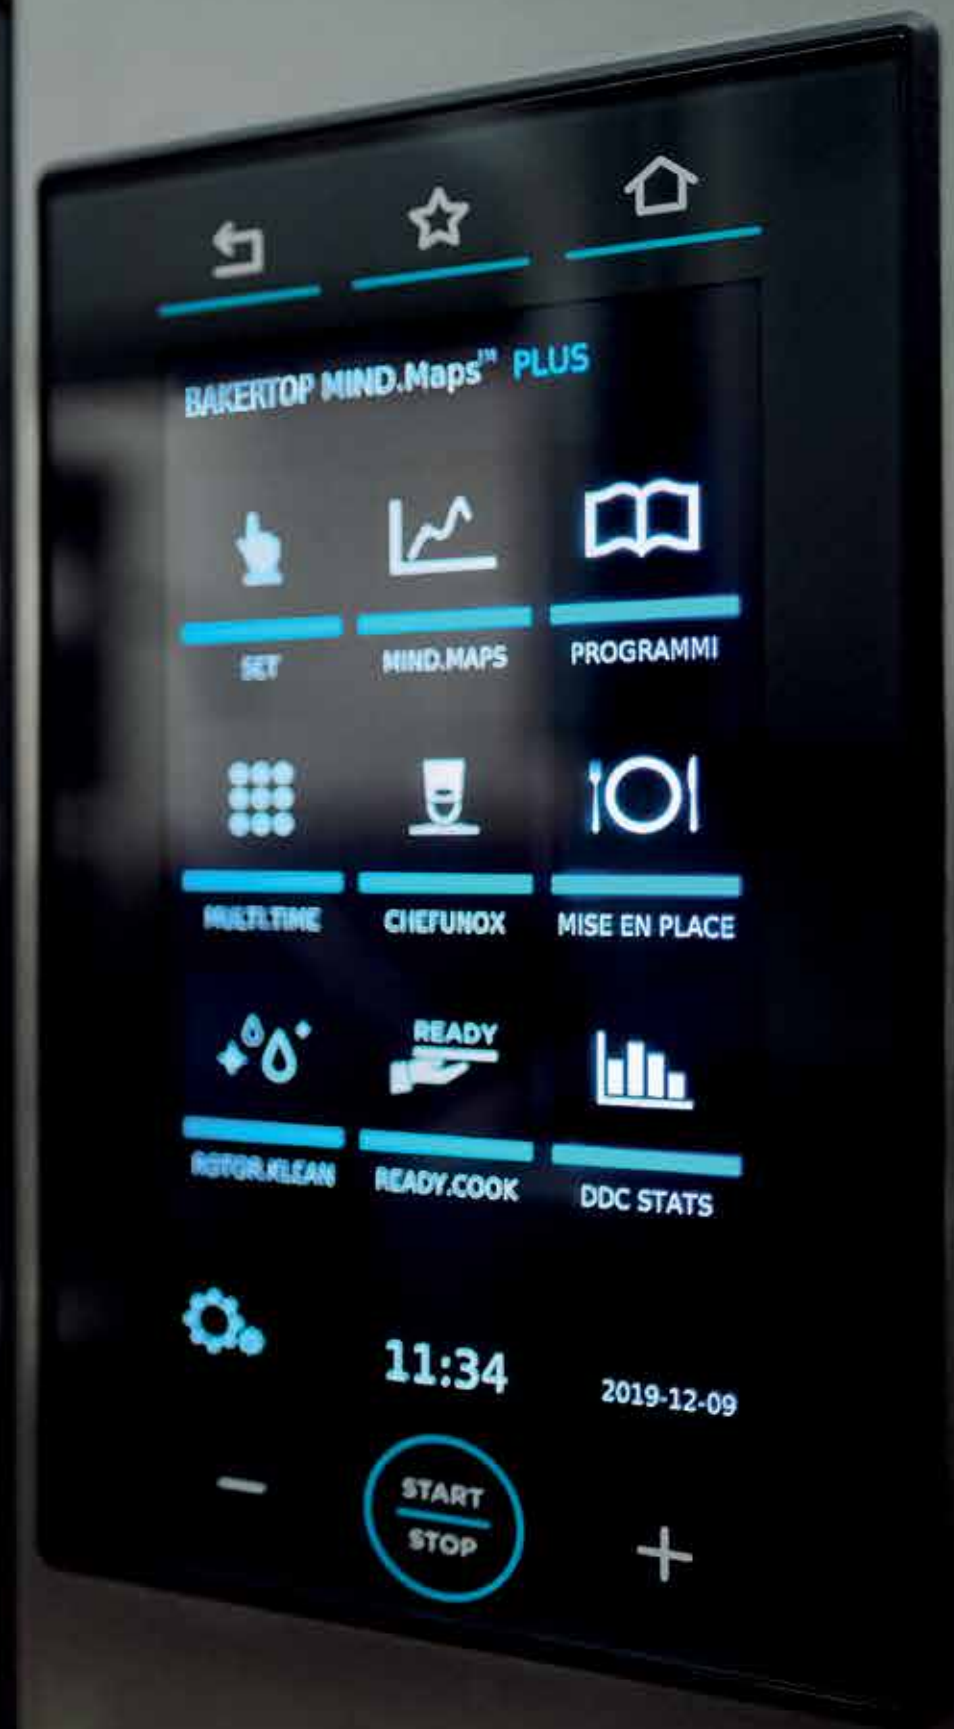 BAKERTOP MIND.Maps™ PLUS
SET
MIND.MAPS
PROGRAMMI
MULTI.TIME
CHEFUNOX
MISE EN PLACE
READY
ROTOR.KLEAN
READY.COOK
DDC STATS
11:34
2019-12-09
START
STOP